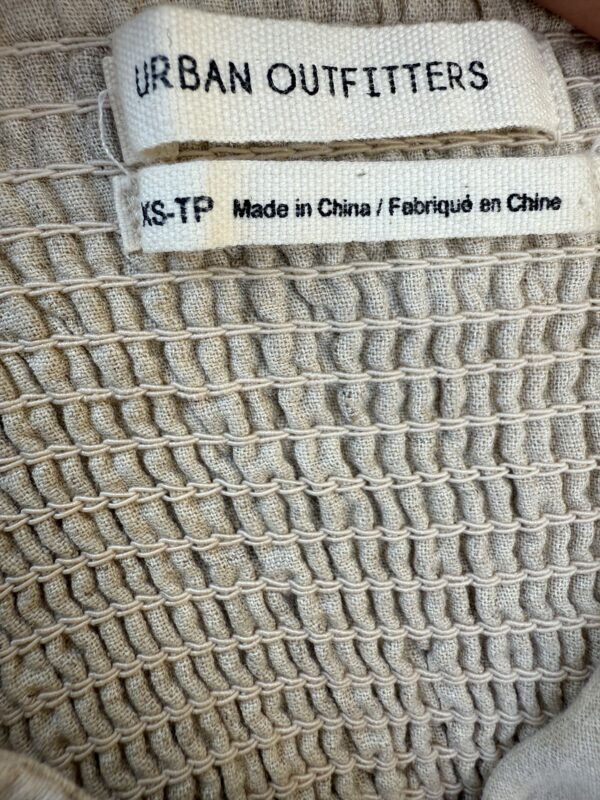 URBAN OUTFITTERS
XS-TP Made in China / Fabriqué en Chine